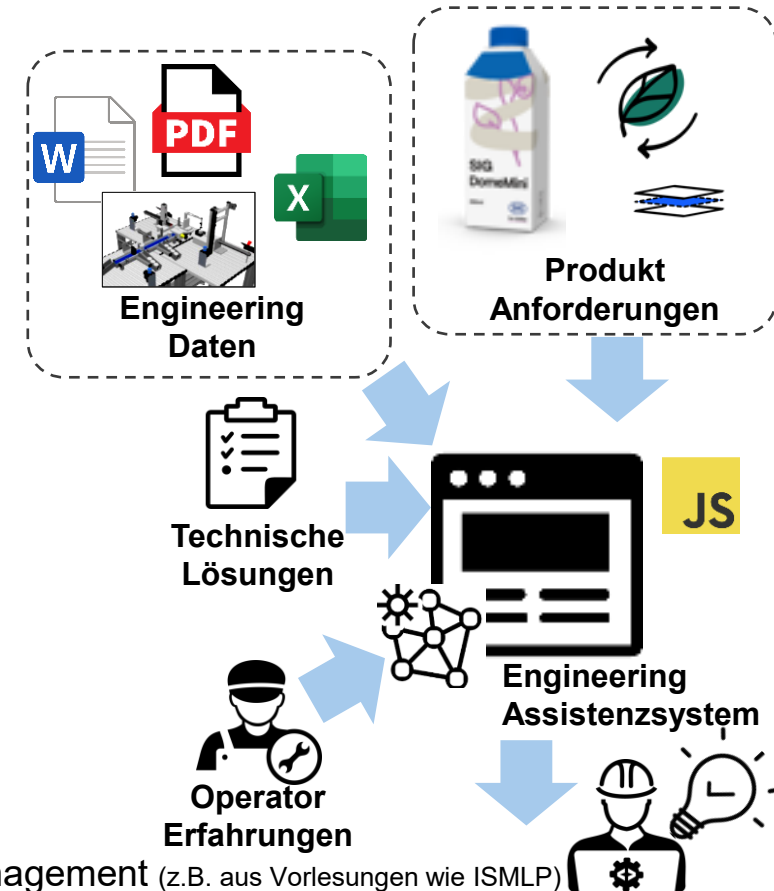 W
PDF
X
Engineering
Daten
SIG
DomeMini
Produkt
Anforderungen
Technische
Lösungen
JS
Engineering
Assistenzsystem
Operator
Erfahrungen
nagement (z.B. aus Vorlesungen wie ISMLP)